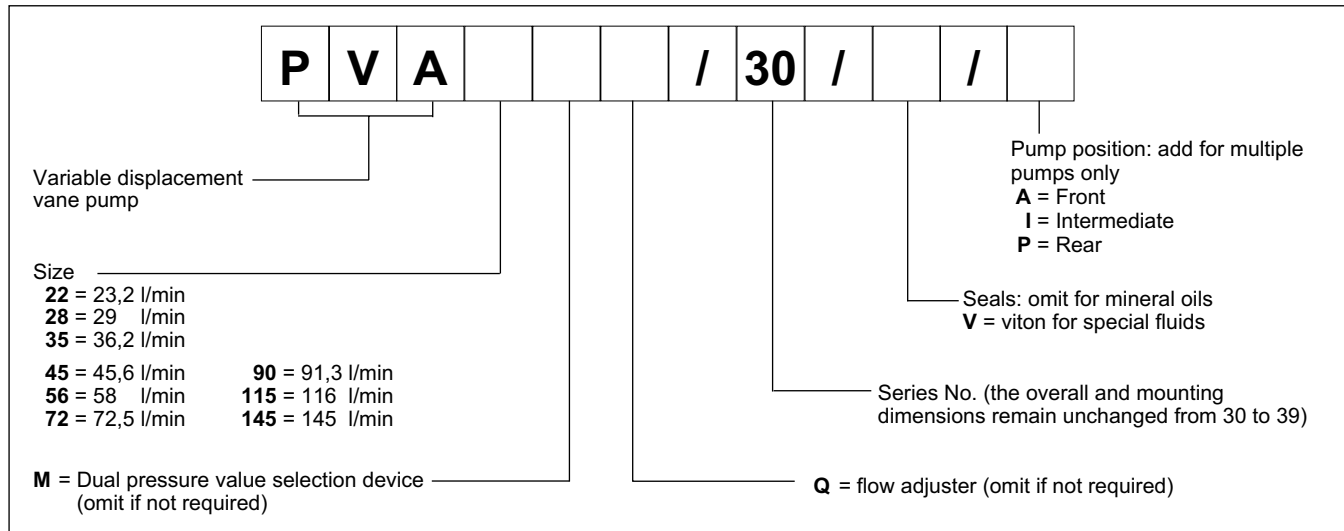 P V A / 30 / /
Pump position: add for multiple
pumps only
A = Front
I = Intermediate
P = Rear
Variable displacement
vane pump
Size
22 = 23,2 l/min
28 = 29 l/min
35 = 36,2 l/min
45 = 45,6 l/min 90 = 91,3 l/min
56 = 58 l/min 115 = 116 l/min
72 = 72,5 l/min 145 = 145 l/min
Seals: omit for mineral oils
V = viton for special fluids
Series No. (the overall and mounting
dimensions remain unchanged from 30 to 39)
M = Dual pressure value selection device
(omit if not required)
Q = flow adjuster (omit if not required)